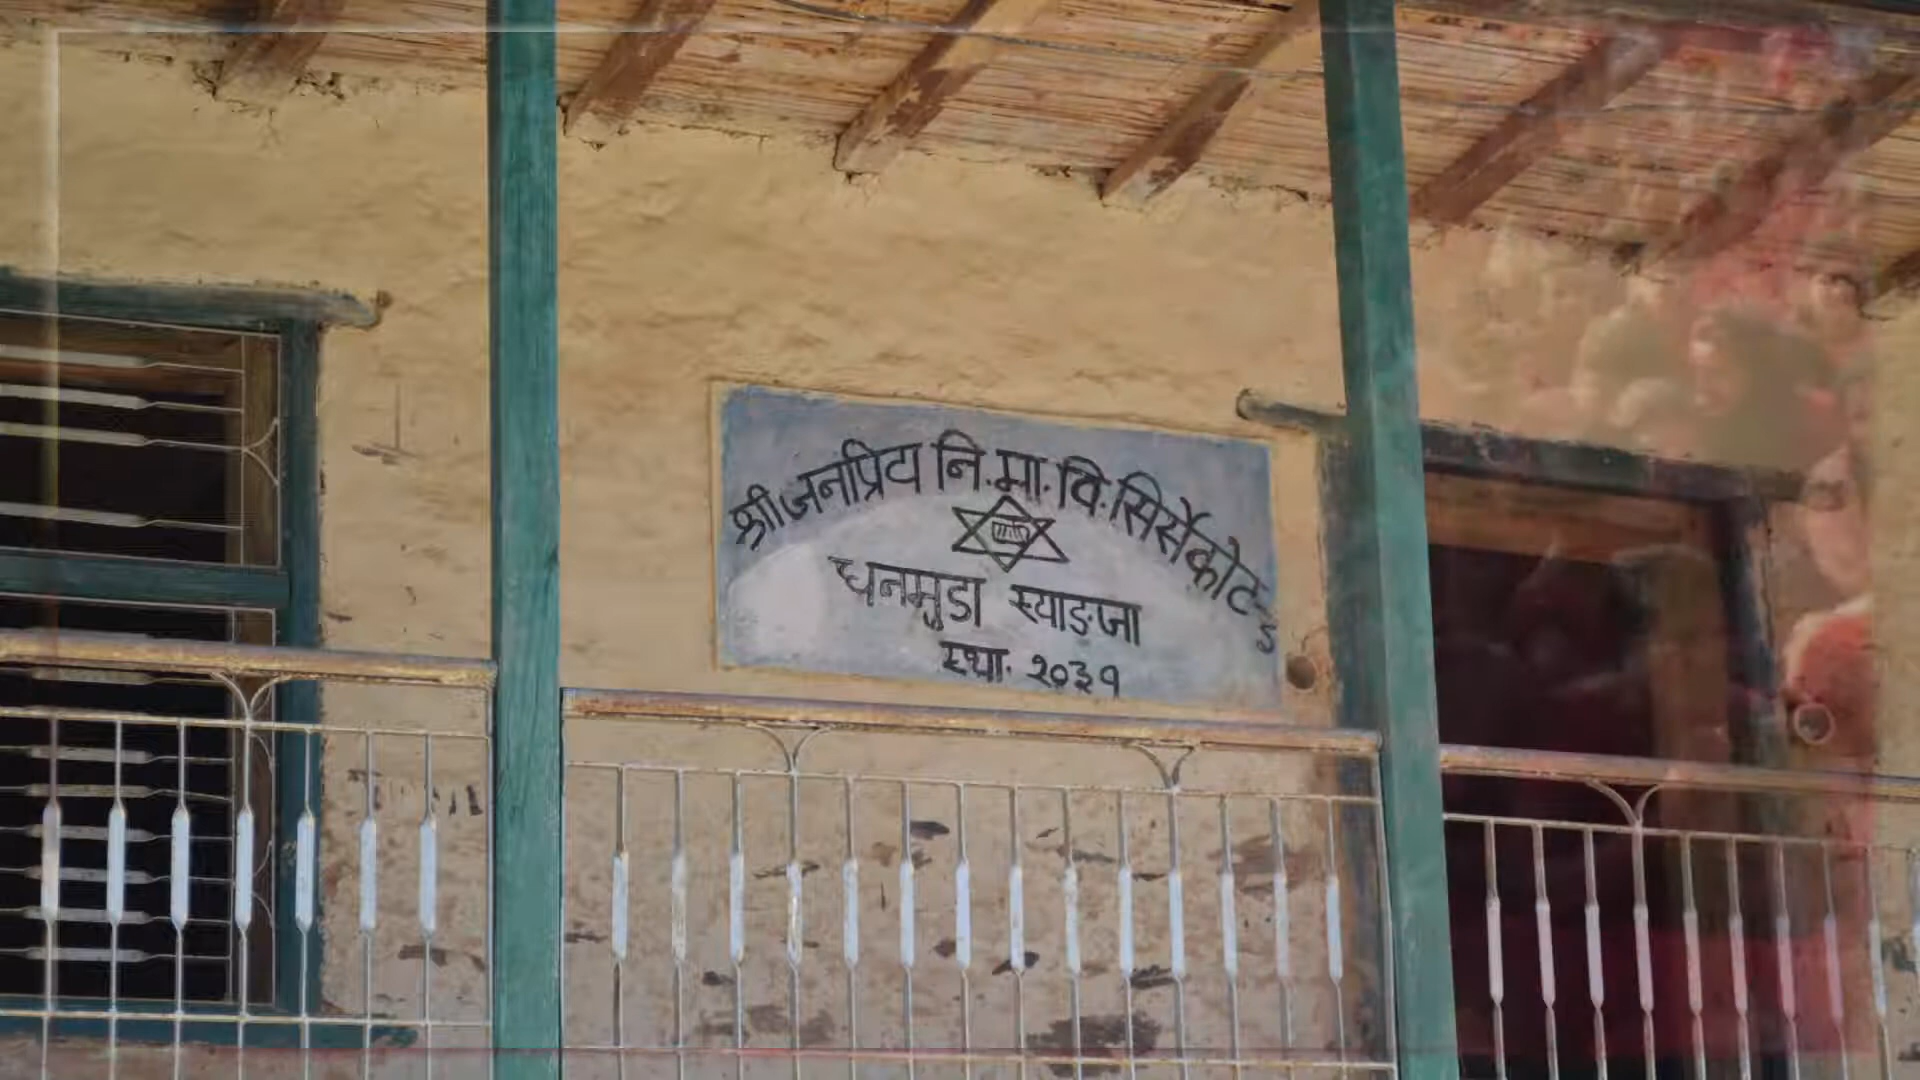 श्री जनप्रिय नि.मा.वि. सिर्सेकोट-५
धनमुडा स्याङजा
स्था. २०३१